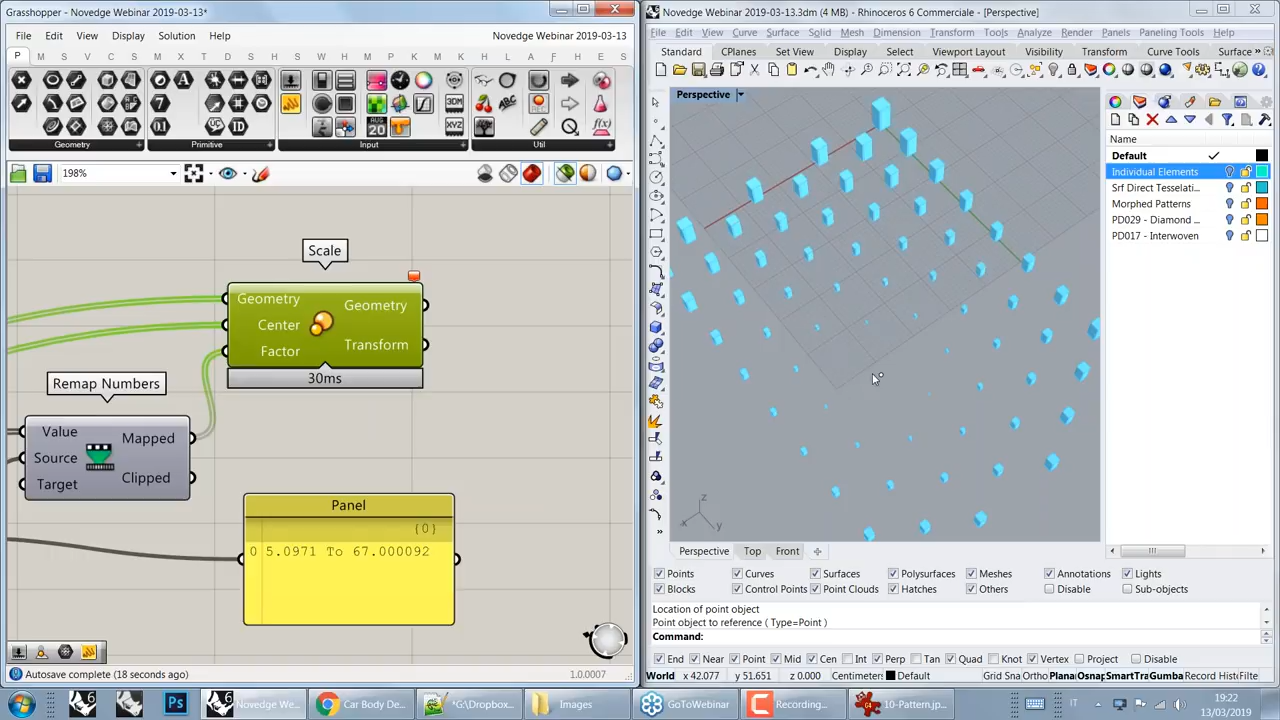 Grasshopper - Novedge Webinar 2019-03-13*
File Edit View Display Solution Help
Novedge Webinar 2019-03-13
P M S V C S M I T D W L L E A F H K
Geometry Primitive Input Util
198%
Scale
Geometry Geometry
Center
Transform
Factor
30ms
Remap Numbers
Value Mapped
Source
Clipped
Target
Panel
{0}
0 5.0971 To 67.000092
Autosave complete (18 seconds ago)
1.0.0007
Novedge Webinar 2019-03-13.3dm (4 MB) - Rhinoceros 6 Commerciale - [Perspective]
File Edit View Curve Surface Solid Mesh Dimension Transform Tools Analyze Render Panels Paneling Tools Help
Standard CPlanes Set View Display Select Viewport Layout Visibility Transform Curve Tools Surface
Perspective
z
x y
Name
Default
Individual Elements
Srf Direct Tesselati...
Morphed Patterns
PD029 - Diamond ...
PD017 - Interwoven
Perspective Top Front
Points Curves Surfaces Polysurfaces Meshes Annotations Lights
Blocks Control Points Point Clouds Hatches Others Disable Sub-objects
Location of point object
Point object to reference ( Type=Point )
Command:
End Near Point Mid Cen Int Perp Tan Quad Knot Vertex Project Disable
World x 42.077 y 51.651 z 0.000 Centimeters Default Grid Sna Planar Osnap SmartTra Gumba Record Histo Filte
Novedge We... Car Body De... *G:\Dropbox... Images GoToWebinar Recording... 10-Pattern.jp...
IT
19:22
13/03/2019